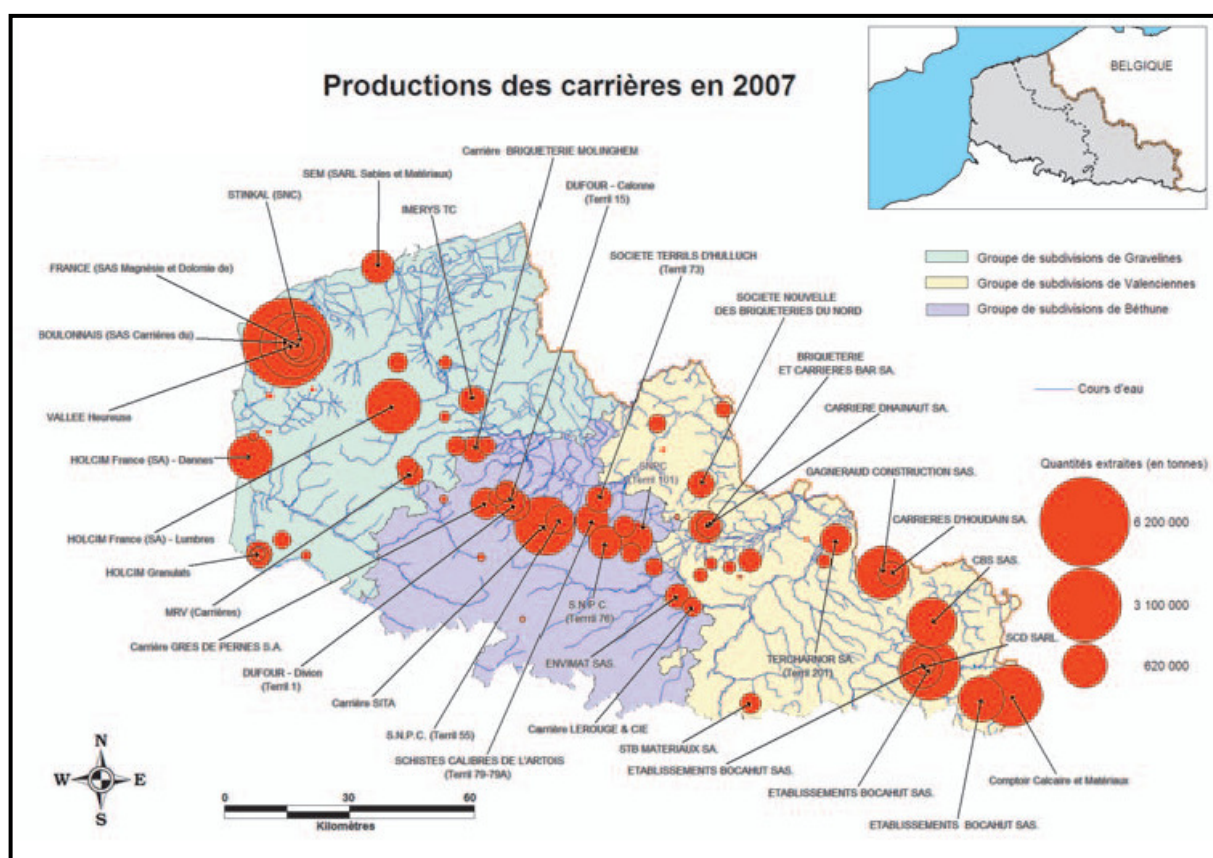 BELGIQUE
Productions des carrières en 2007
Carrière BRIQUETERIE MOLINGHEM
SEM (SARL Sables et Matériaux)
DUFOUR - Calonne
(Terril 15)
STINKAL (SNC)
IMERYS TC
SOCIETE TERRILS D'HULLUCH
(Terril 73)
FRANCE (SAS Magnésie et Dolomie de)
SOCIETE NOUVELLE
DES BRIQUETERIES DU NORD
BOULONNAIS (SAS Carrières du)
BRIQUETERIE
ET CARRIERES BAR SA.
VALLEE Heureuse
CARRIERE DHAINAUT SA.
HOLCIM France (SA) - Dannes
SNPC
(Terril 101)
GAGNERAUD CONSTRUCTION SAS.
CARRIERES D'HOUDAIN SA.
HOLCIM France (SA) - Lumbres
CBS SAS.
HOLCIM Granulats
MRV (Carrières)
S.N.P.C.
(Terril 76)
SCD SARL.
Carrière GRES DE PERNES S.A.
ENVIMAT SAS.
TERCHARNOR SA.
(Terril 201)
DUFOUR - Divion
(Terril 1)
Carrière SITA
Carrière LEROUGE & CIE
S.N.P.C. (Terril 55)
STB MATERIAUX SA.
SCHISTES CALIBRES DE L'ARTOIS
(Terril 79-79A)
ETABLISSEMENTS BOCAHUT SAS.
Comptoir Calcaire et Matériaux
ETABLISSEMENTS BOCAHUT SAS.
ETABLISSEMENTS BOCAHUT SAS.
Groupe de subdivisions de Gravelines
Groupe de subdivisions de Valenciennes
Groupe de subdivisions de Béthune
Cours d'eau
Quantités extraites (en tonnes)
6 200 000
3 100 000
620 000
N
W E
S
0 30 60
Kilomètres